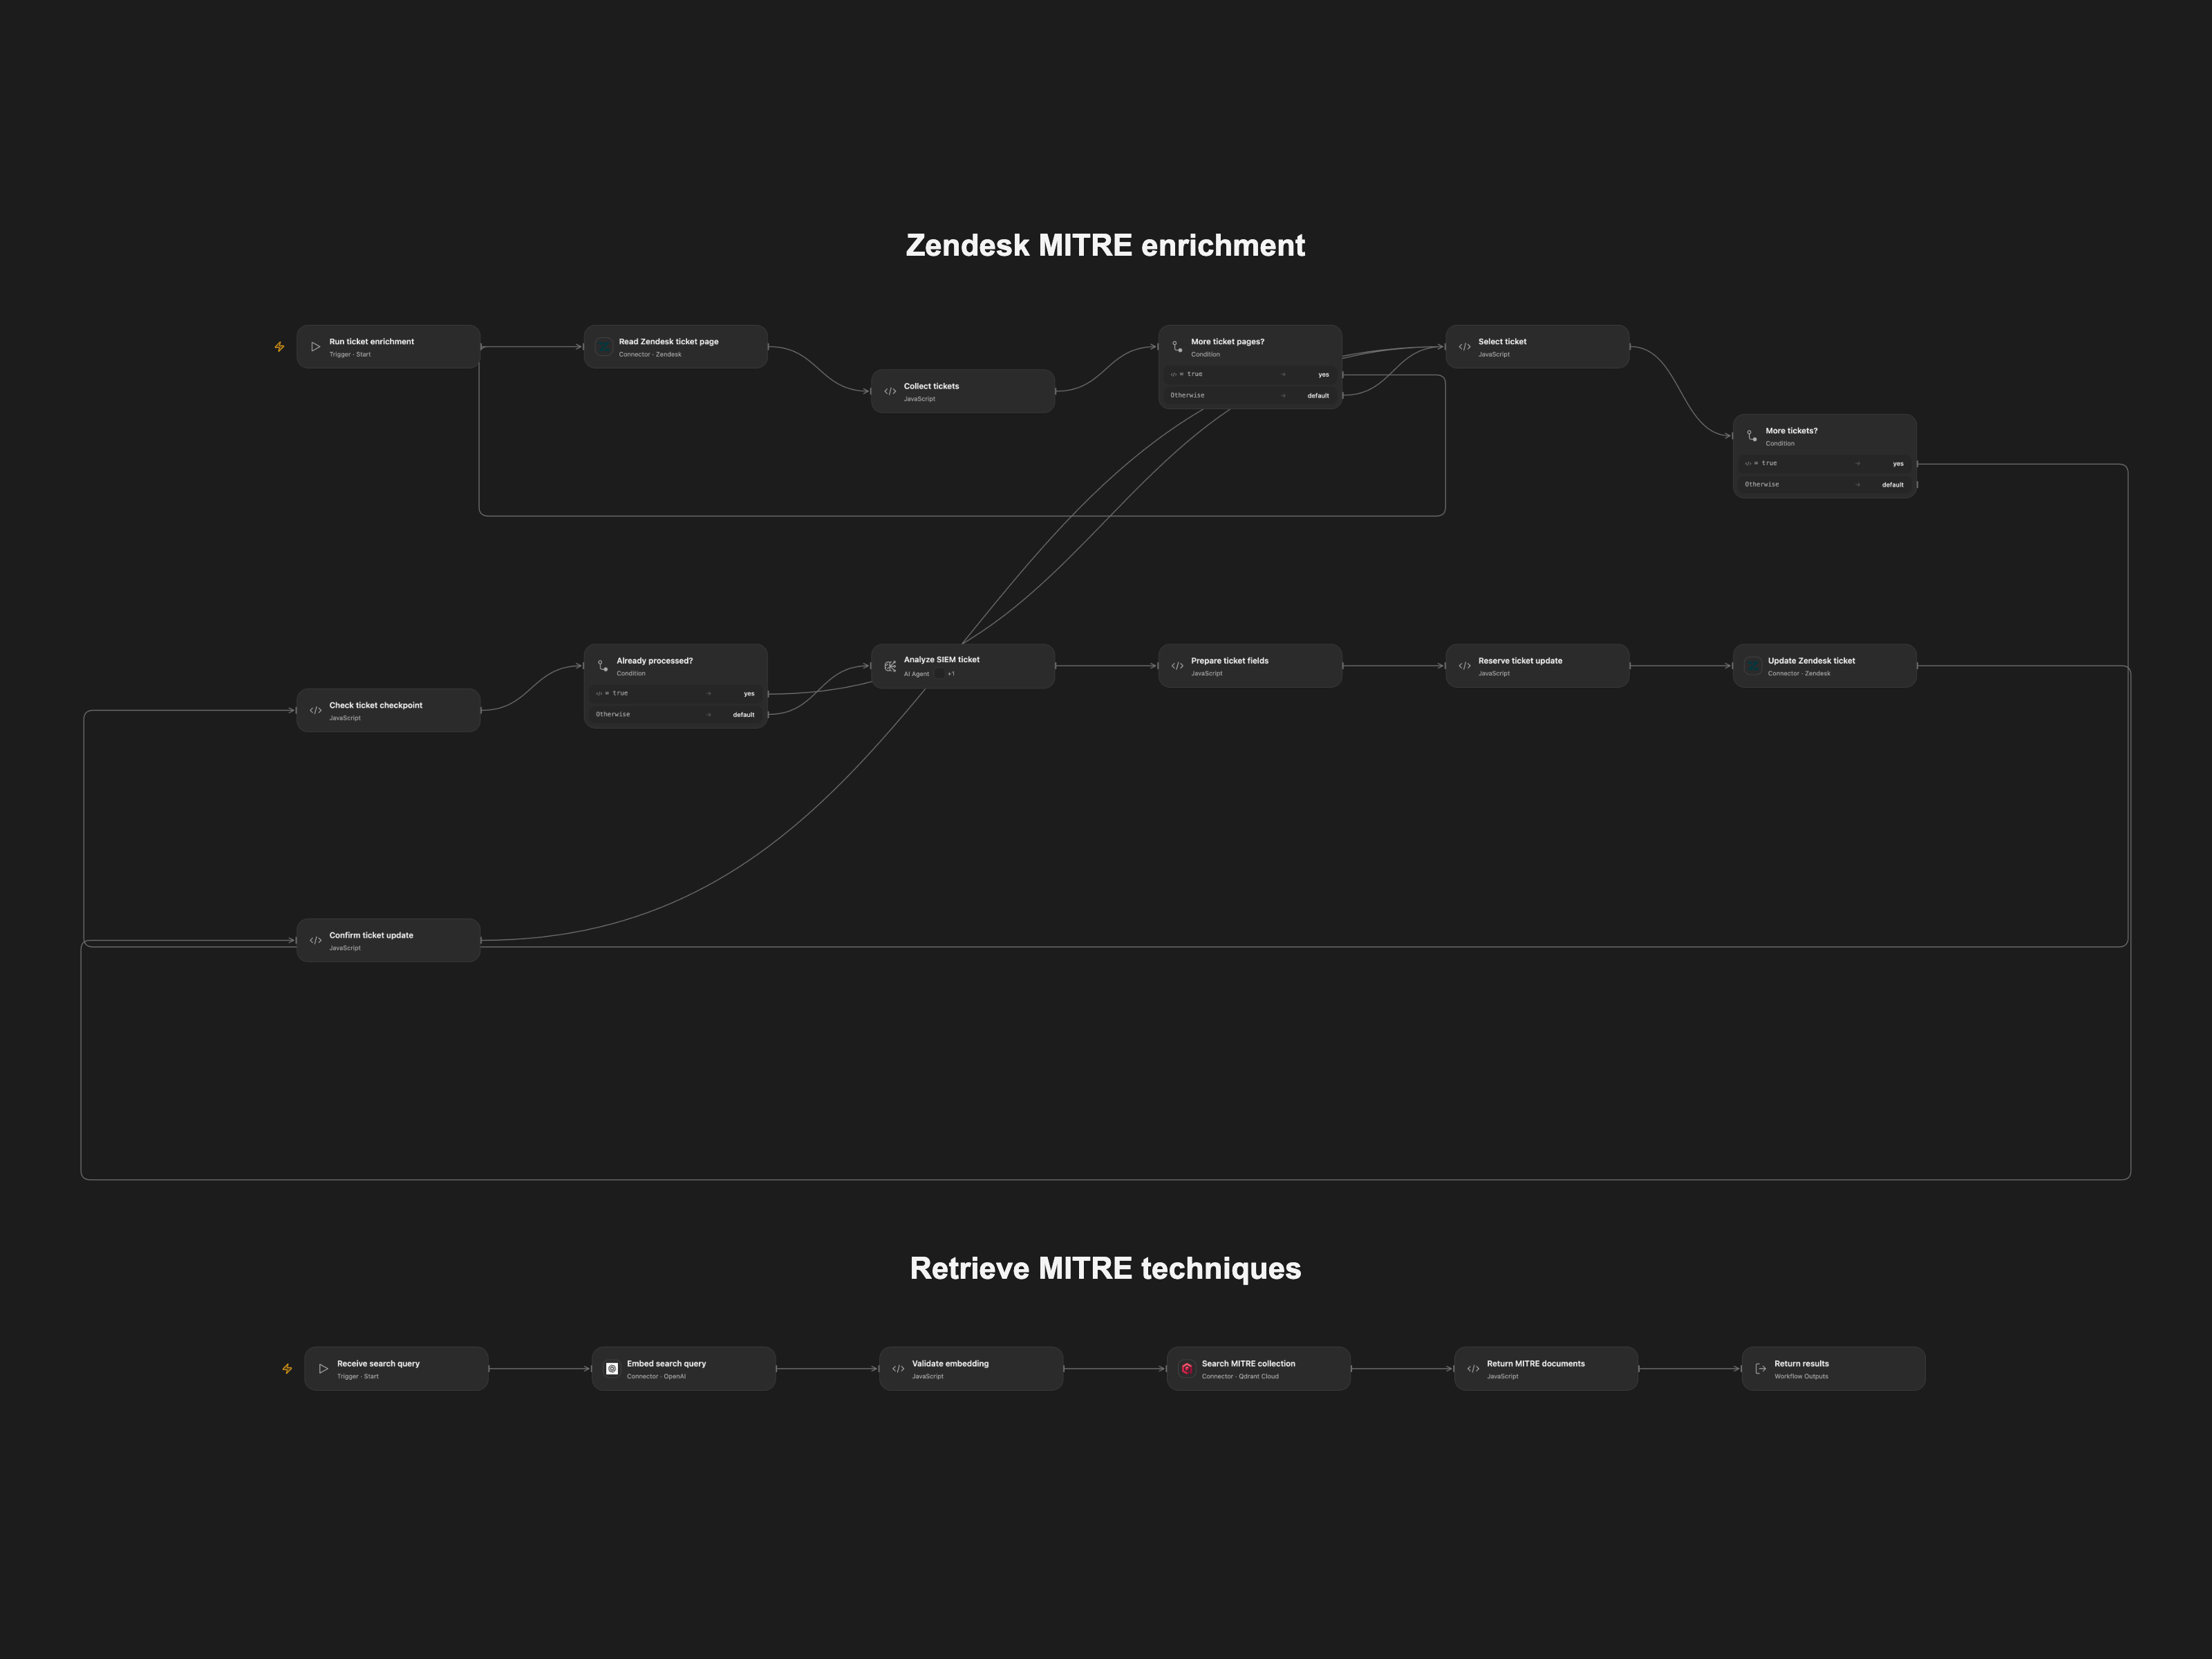 Zendesk MITRE enrichment
Run ticket enrichment
Trigger · Start
Read Zendesk ticket page
Connector · Zendesk
Collect tickets
JavaScript
More ticket pages?
Condition
</> = true → yes
Otherwise → default
Select ticket
JavaScript
More tickets?
Condition
</> = true → yes
Otherwise → default
Check ticket checkpoint
JavaScript
Already processed?
Condition
</> = true → yes
Otherwise → default
Analyze SIEM ticket
AI Agent +1
Prepare ticket fields
JavaScript
Reserve ticket update
JavaScript
Update Zendesk ticket
Connector · Zendesk
Confirm ticket update
JavaScript
Retrieve MITRE techniques
Receive search query
Trigger · Start
Embed search query
Connector · OpenAI
Validate embedding
JavaScript
Search MITRE collection
Connector · Qdrant Cloud
Return MITRE documents
JavaScript
Return results
Workflow Outputs